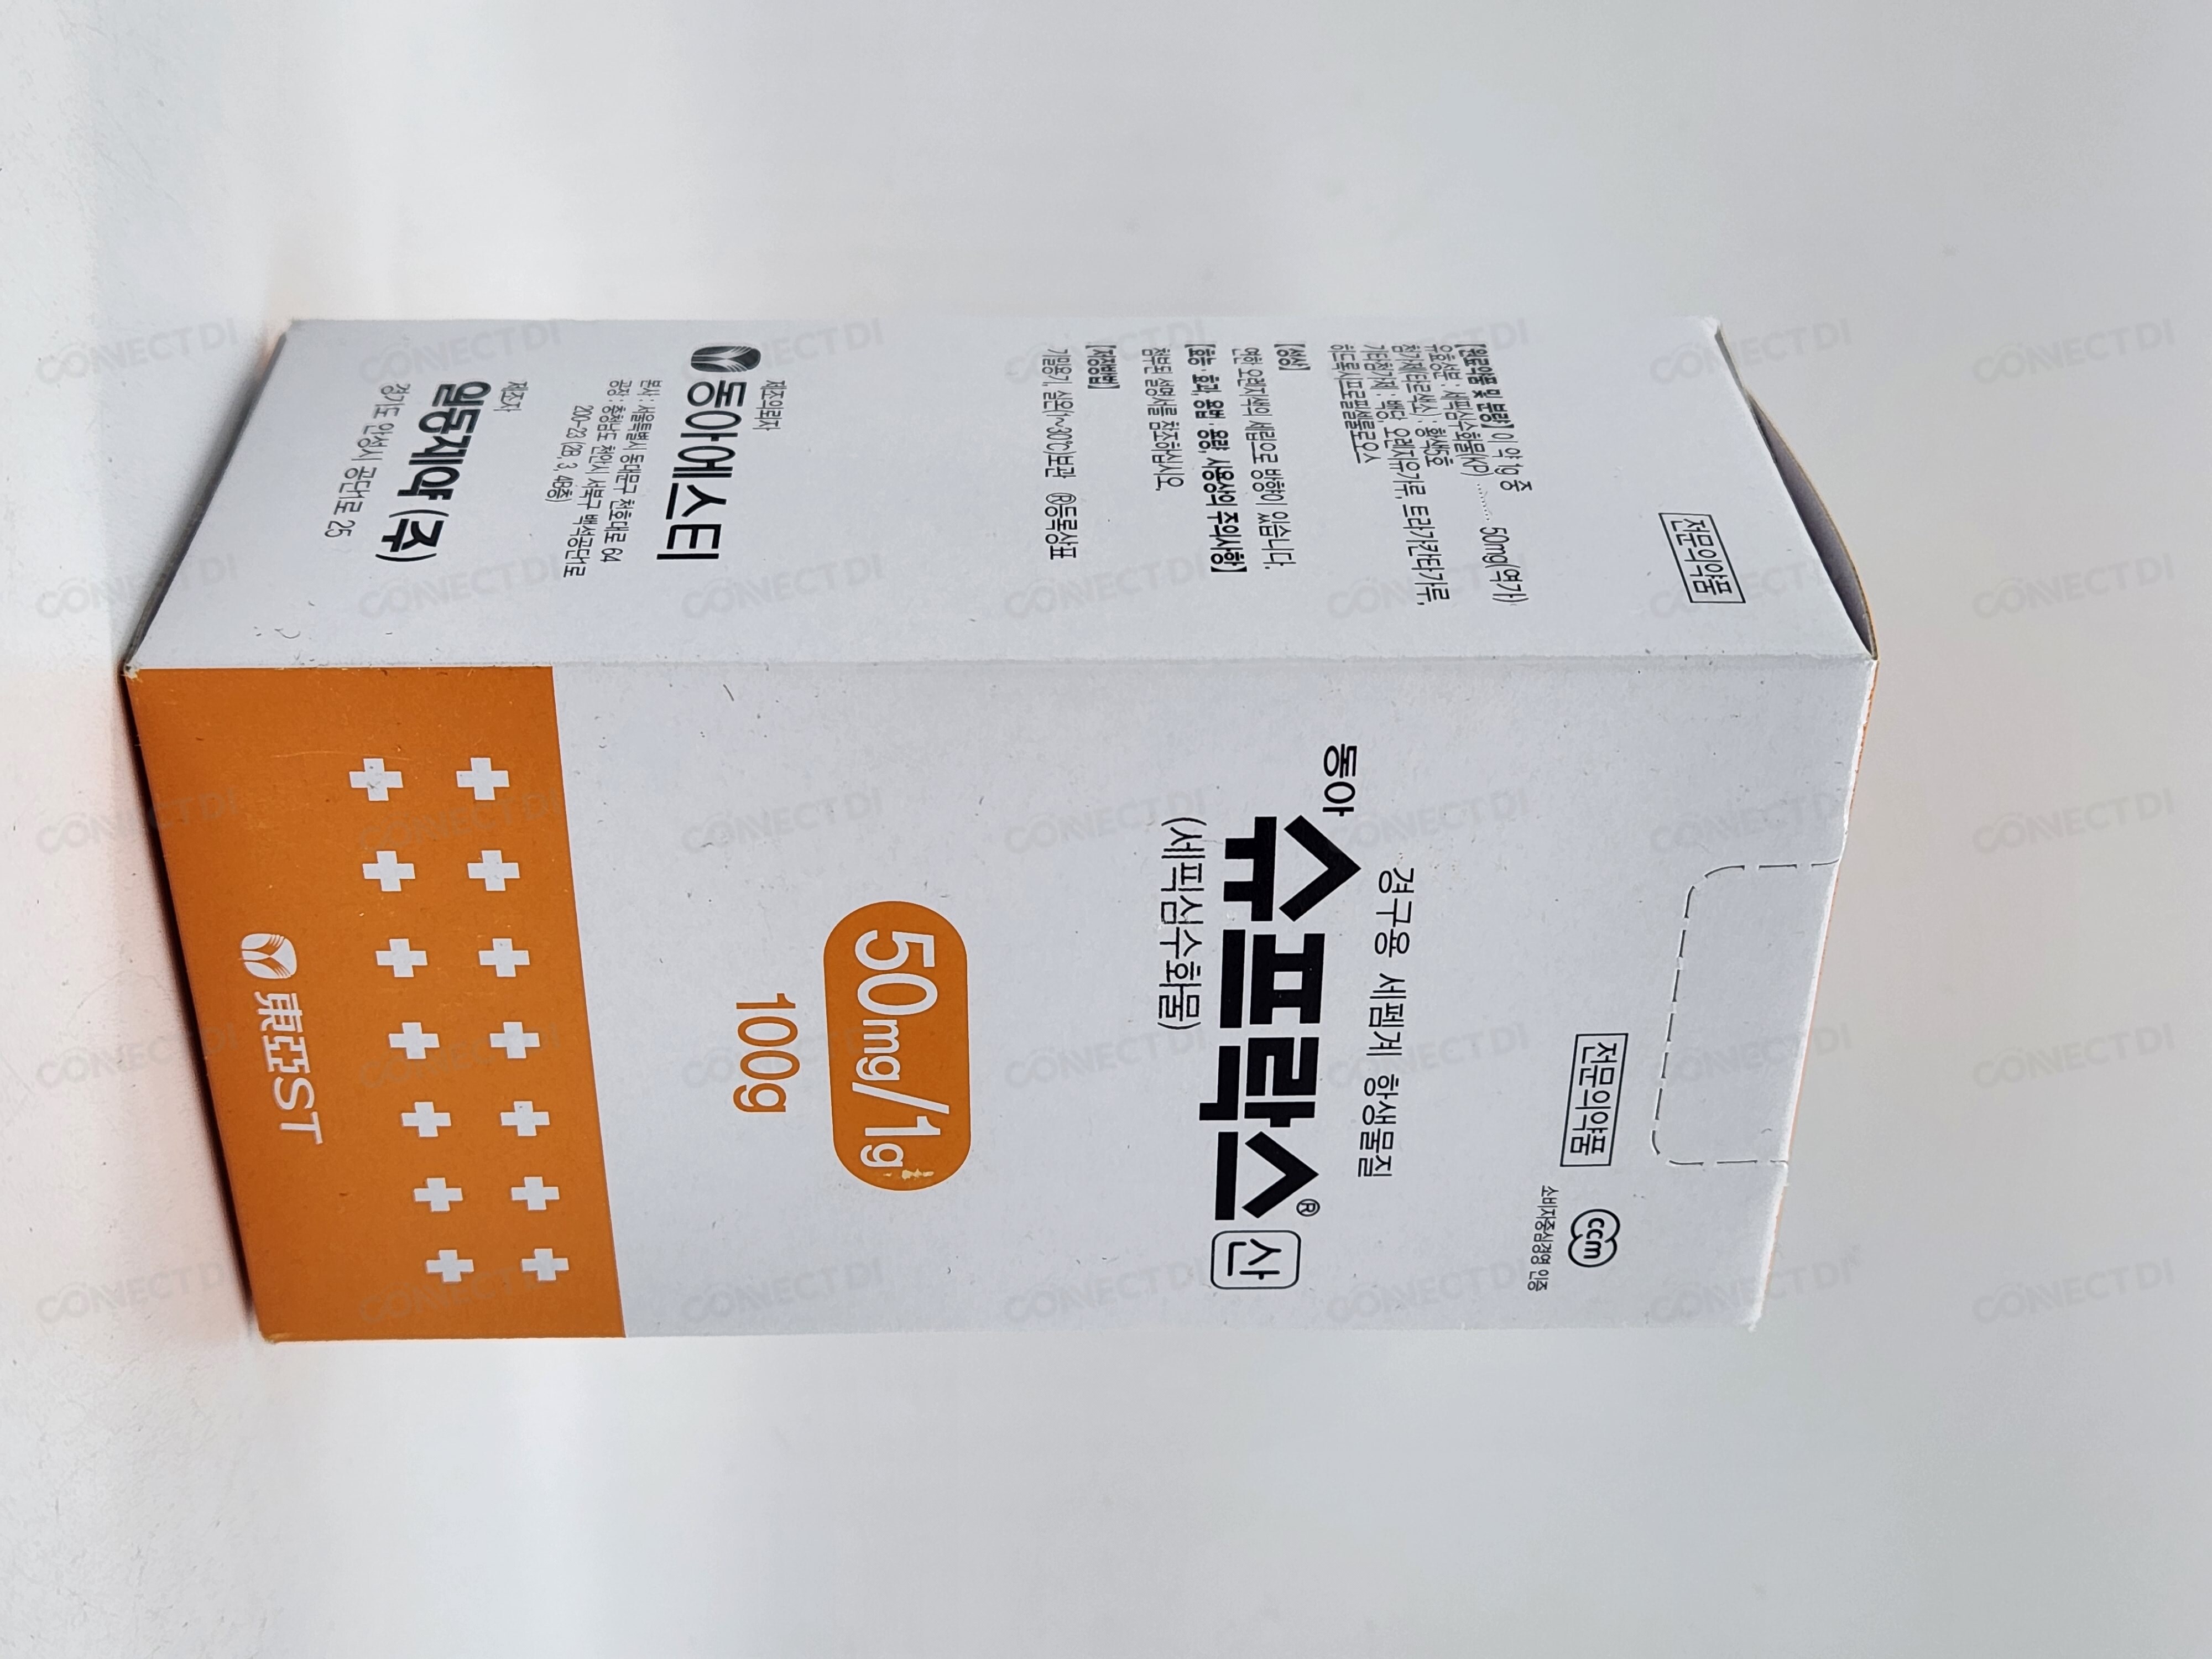 전문의약품
ccm
소비자중심경영 인증
경구용 세펨계 항생물질
동아
슈프락스® 산
(세픽심수화물)
50mg/1g
100g
東亞ST
전문의약품
【원료약품 및 분량】 이 약 1g 중
유효성분 : 세픽심수화물(KP) ········ 50mg(역가)
첨가제(타르색소) : 황색5호
기타첨가제 : 백당, 오렌지유가루, 트라가칸타가루,
히드록시프로필셀룰로오스
【성상】
연한 오렌지색의 세립으로 방향이 있습니다.
【효능·효과, 용법·용량, 사용상의 주의사항】
첨부된 설명서를 참조하십시오.
【저장방법】
기밀용기, 실온(1~30℃)보관 ®등록상표
제조의뢰자
동아에스티
본사 : 서울특별시 동대문구 천호대로 64
공장 : 충청남도 천안시 서북구 백석공단1로
200-23 (2B, 3, 4B층)
제조자
일동제약(주)
경기도 안성시 공단1로 25
CONNECTDI